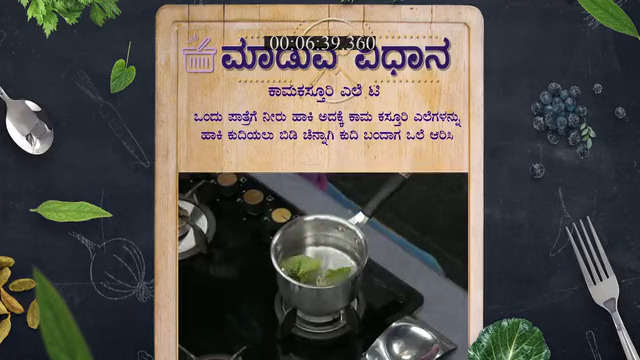 00:06:39.360
ಮಾಡುವ ವಿಧಾನ
ಕಾಮಕಸ್ತೂರಿ ಎಲೆ ಟಿ
ಒಂದು ಪಾತ್ರೆಗೆ ನೀರು ಹಾಕಿ ಅದಕ್ಕೆ ಕಾಮ ಕಸ್ತೂರಿ ಎಲೆಗಳನ್ನು
ಹಾಕಿ ಕುದಿಯಲು ಬಿಡಿ ಚೆನ್ನಾಗಿ ಕುದಿ ಬಂದಾಗ ಒಲೆ ಆರಿಸಿ